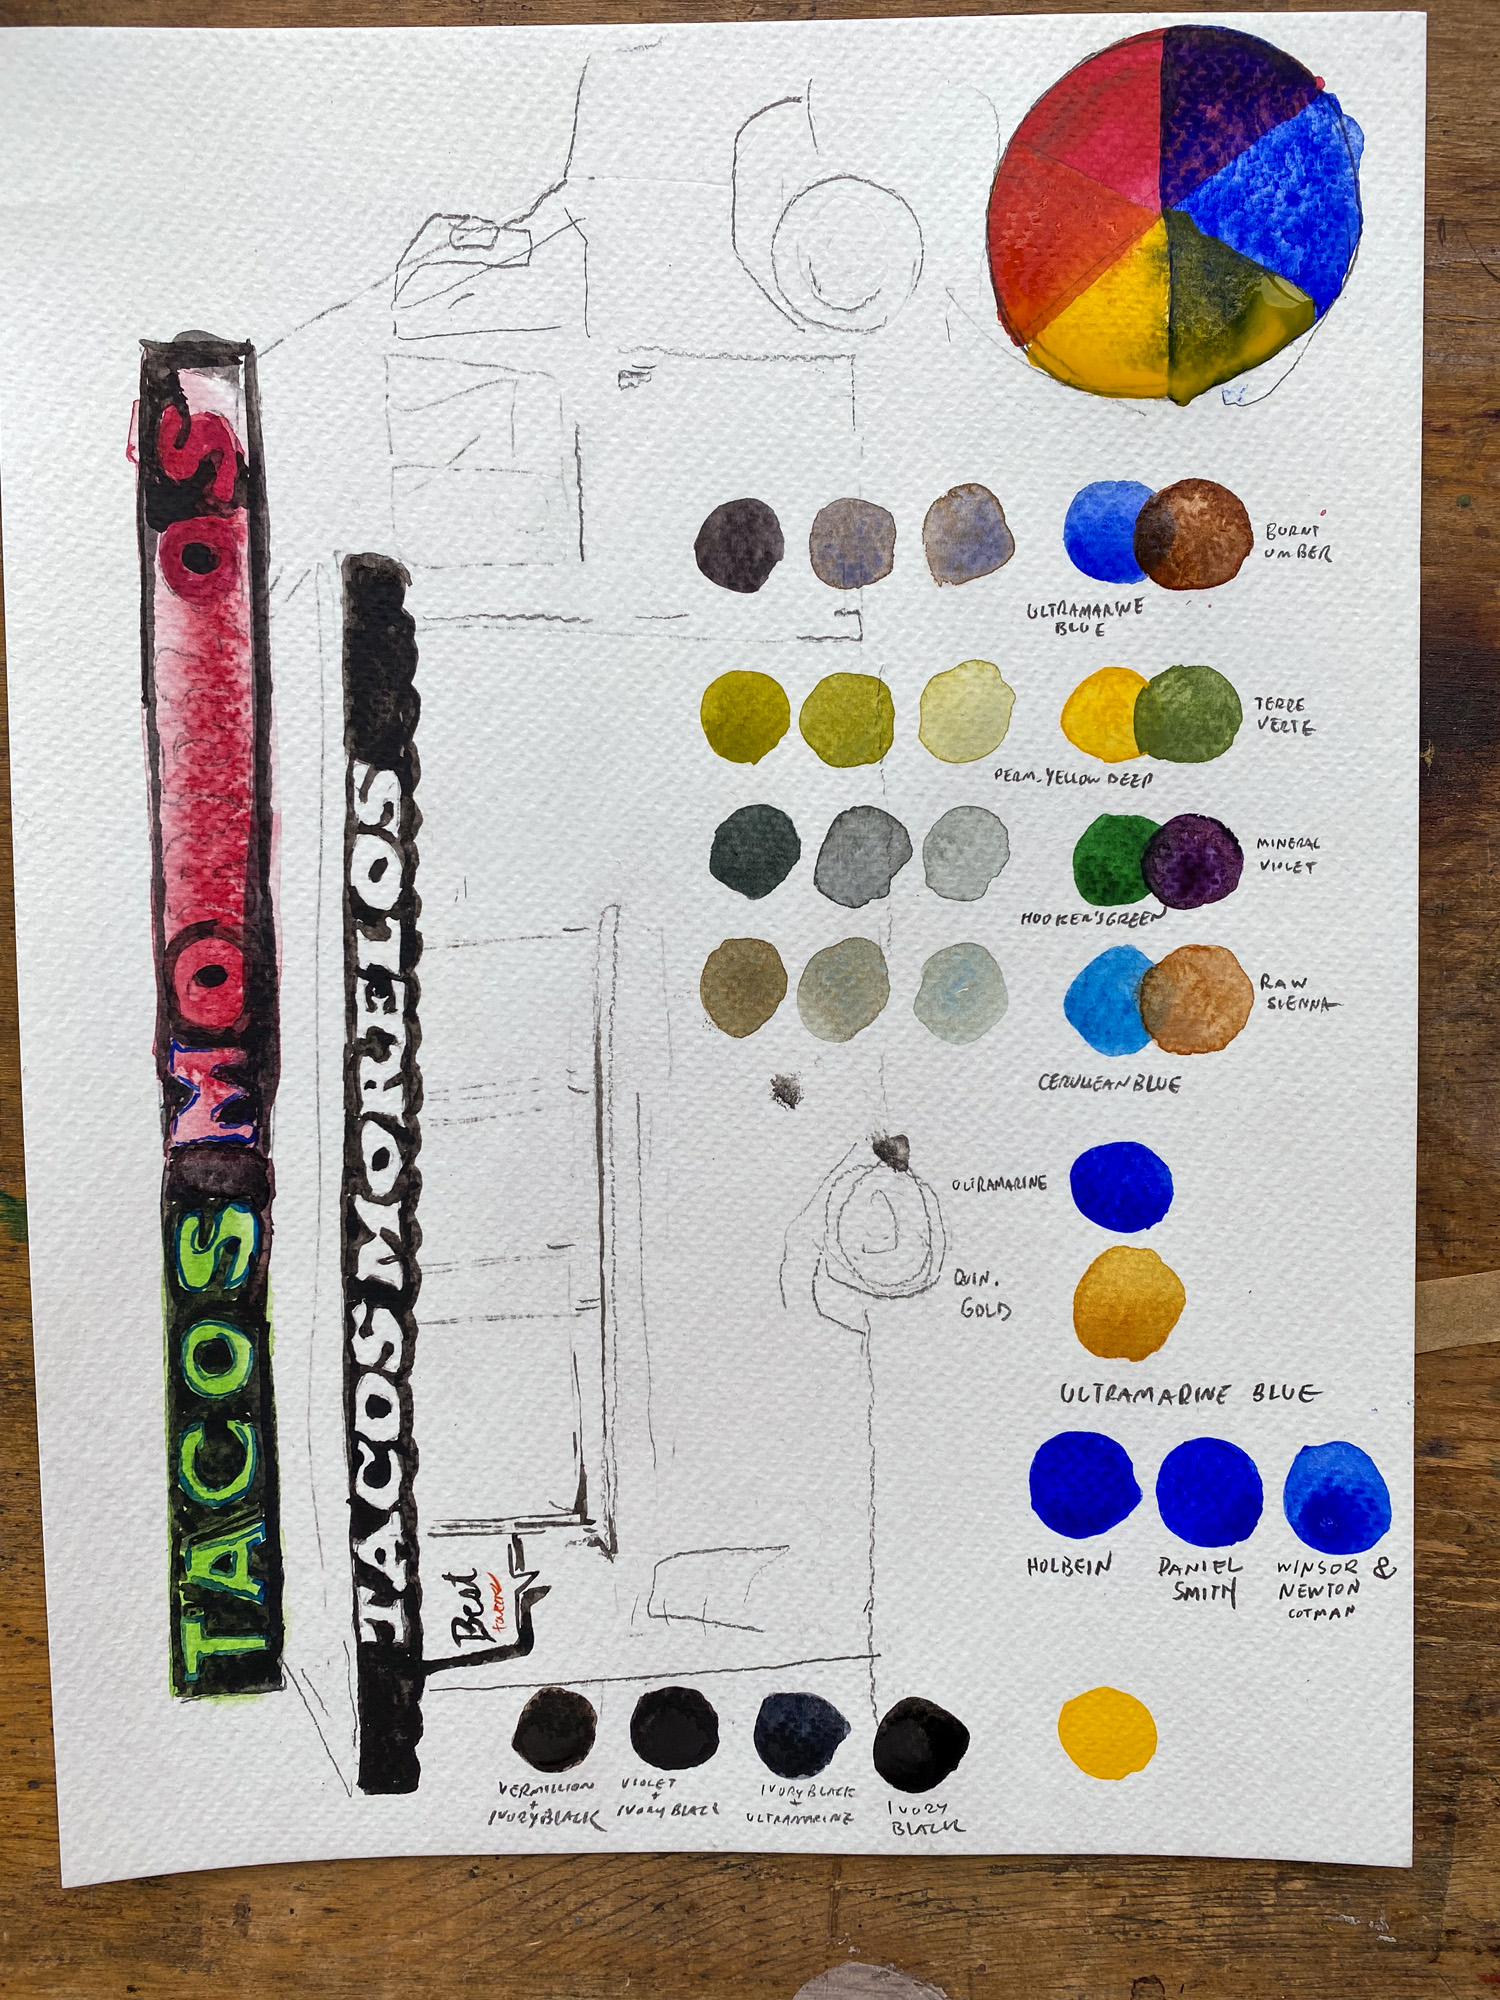 BURNT
UMBER
ULTRAMARINE
BLUE
TERRE
VERTE
PERM. YELLOW DEEP
MINERAL
VIOLET
HOOKER'S GREEN
RAW
SIENNA
CERULEAN BLUE
ULTRAMARINE
QUIN.
GOLD
ULTRAMARINE BLUE
HOLBEIN
DANIEL
SMITH
WINSOR &
NEWTON
COTMAN
VERMILLION
+
IVORY BLACK
VIOLET
+
IVORY BLACK
IVORY BLACK
+
ULTRAMARINE
IVORY
BLACK
TACOS MO OS
TACOS MORELOS
Best